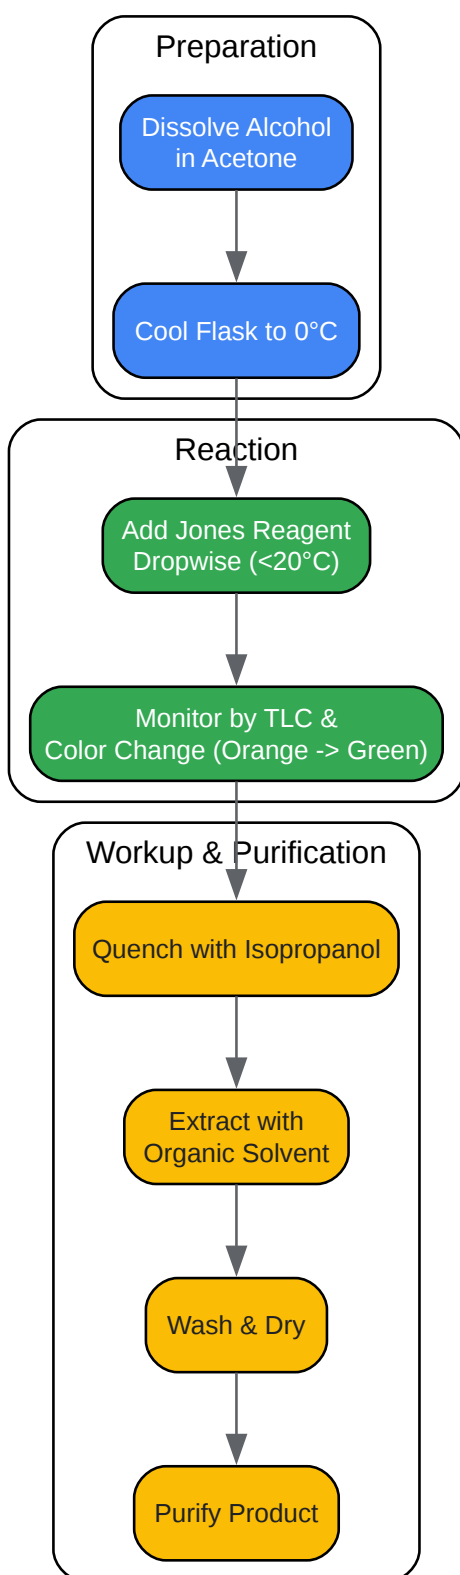 Preparation
Dissolve Alcohol
in Acetone
Cool Flask to 0°C
Reaction
Add Jones Reagent
Dropwise (<20°C)
Monitor by TLC &
Color Change (Orange -> Green)
Workup & Purification
Quench with Isopropanol
Extract with
Organic Solvent
Wash & Dry
Purify Product